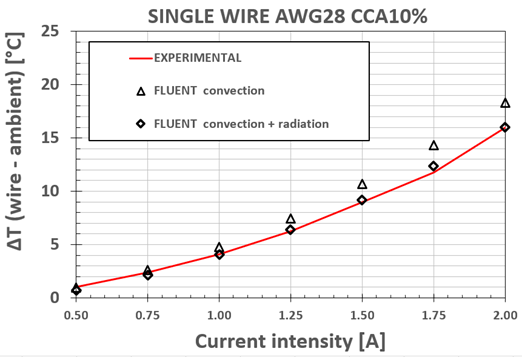 SINGLE WIRE AWG28 CCA10%
ΔT (wire - ambient) [°C]
25
20
15
10
5
0
EXPERIMENTAL
FLUENT convection
FLUENT convection + radiation
0.50 0.75 1.00 1.25 1.50 1.75 2.00
Current intensity [A]